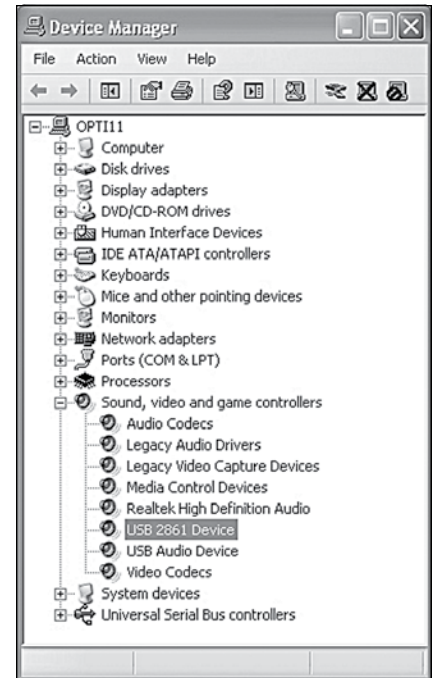 Device Manager
File Action View Help
OPTI11
Computer
Disk drives
Display adapters
DVD/CD-ROM drives
Human Interface Devices
IDE ATA/ATAPI controllers
Keyboards
Mice and other pointing devices
Monitors
Network adapters
Ports (COM & LPT)
Processors
Sound, video and game controllers
Audio Codecs
Legacy Audio Drivers
Legacy Video Capture Devices
Media Control Devices
Realtek High Definition Audio
USB 2861 Device
USB Audio Device
Video Codecs
System devices
Universal Serial Bus controllers